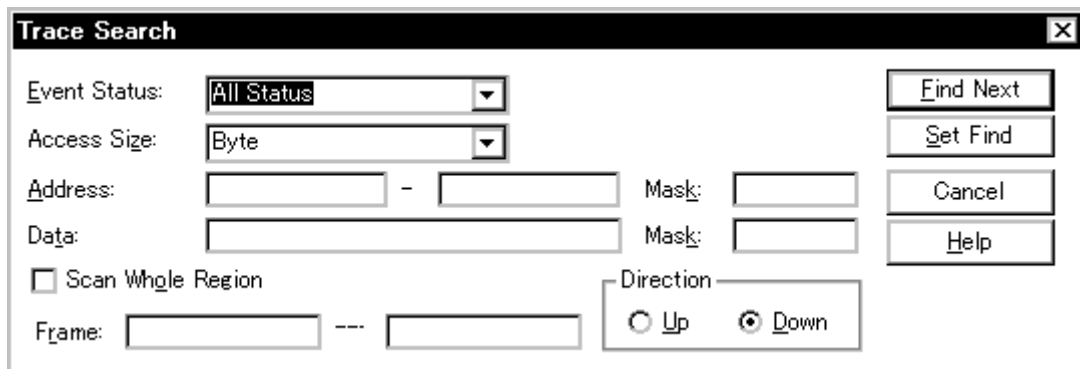 Trace Search
Event Status: All Status Find Next
Access Size: Byte Set Find
Address: - Mask: Cancel
Data: Mask: Help
Scan Whole Region Direction
Frame: ---- Up Down